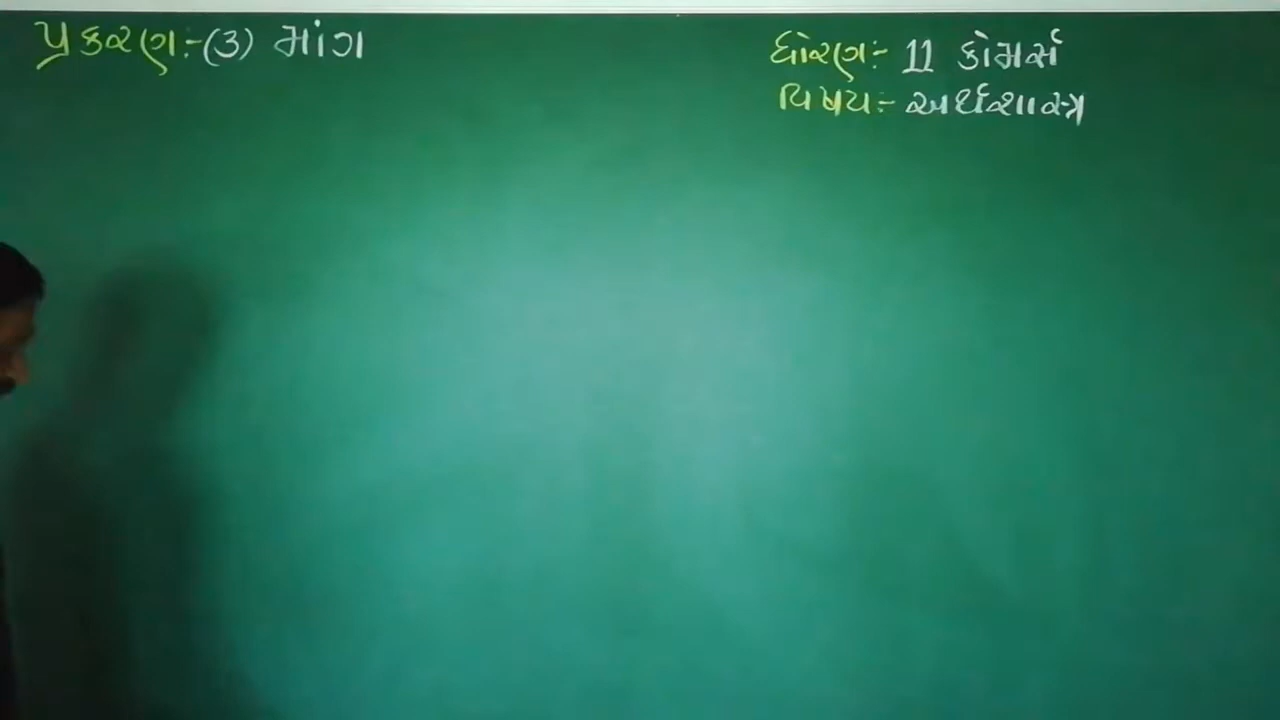 પ્રકરણ:-(3) માંગ
ધોરણ:- 11 કોમર્સ
વિષય:- અર્થશાસ્ત્ર